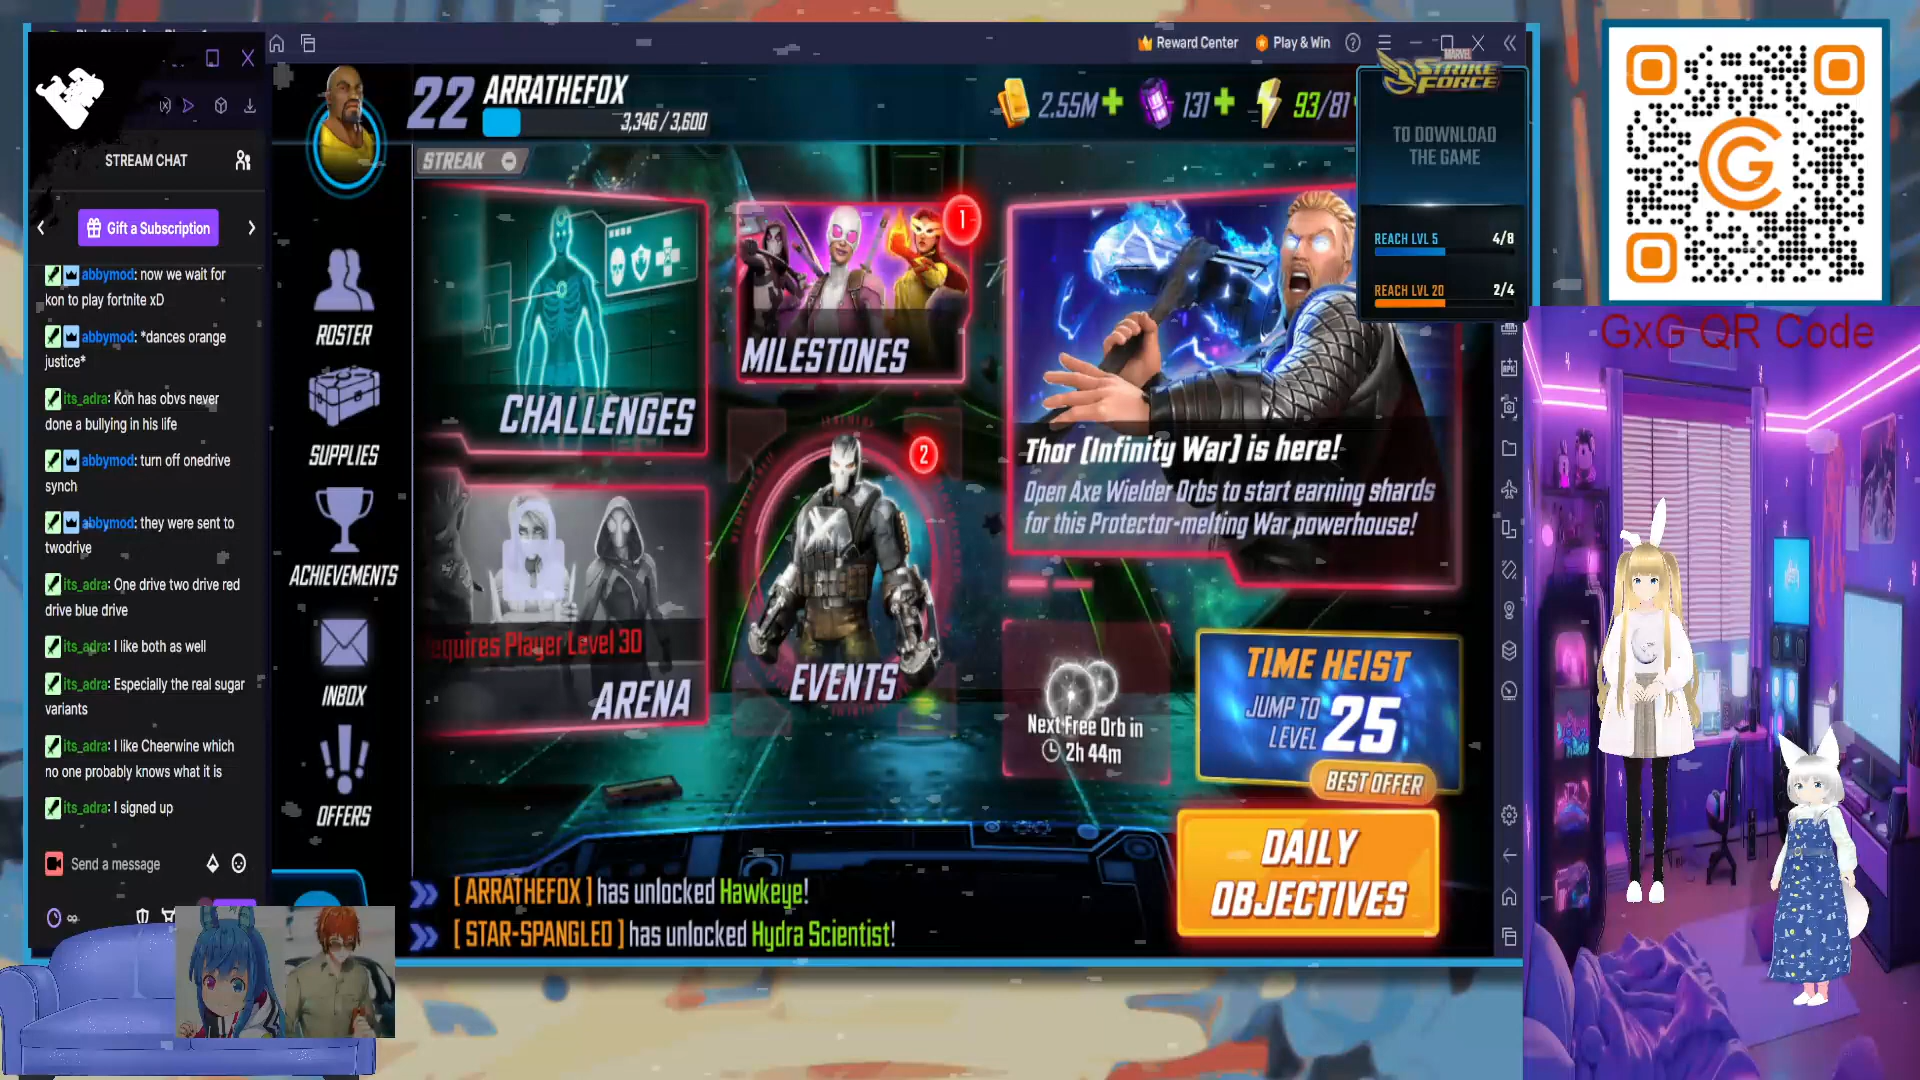 Reward Center
Play & Win
22
ARRATHEFOX
3,346 / 3,600
2.55M
131
93/81
MARVEL
STRIKE
FORCE
TO DOWNLOAD
THE GAME
REACH LVL 5
4/8
REACH LVL 20
2/4
GxG QR Code
STREAM CHAT
Gift a Subscription
abbymod: now we wait for
kon to play fortnite xD
abbymod: *dances orange
justice*
its_adra: Kon has obvs never
done a bullying in his life
abbymod: turn off onedrive
synch
abbymod: they were sent to
twodrive
its_adra: One drive two drive red
drive blue drive
its_adra: I like both as well
its_adra: Especially the real sugar
variants
its_adra: I like Cheerwine which
no one probably knows what it is
its_adra: I signed up
Send a message
ROSTER
SUPPLIES
ACHIEVEMENTS
INBOX
OFFERS
STREAK
CHALLENGES
MILESTONES
1
Thor (Infinity War) is here!
Open Axe Wielder Orbs to start earning shards
for this Protector-melting War powerhouse!
equires Player Level 30
ARENA
2
EVENTS
Next Free Orb in
2h 44m
TIME HEIST
JUMP TO
LEVEL 25
BEST OFFER
DAILY
OBJECTIVES
[ ARRATHEFOX ] has unlocked Hawkeye!
[ STAR-SPANGLED ] has unlocked Hydra Scientist!